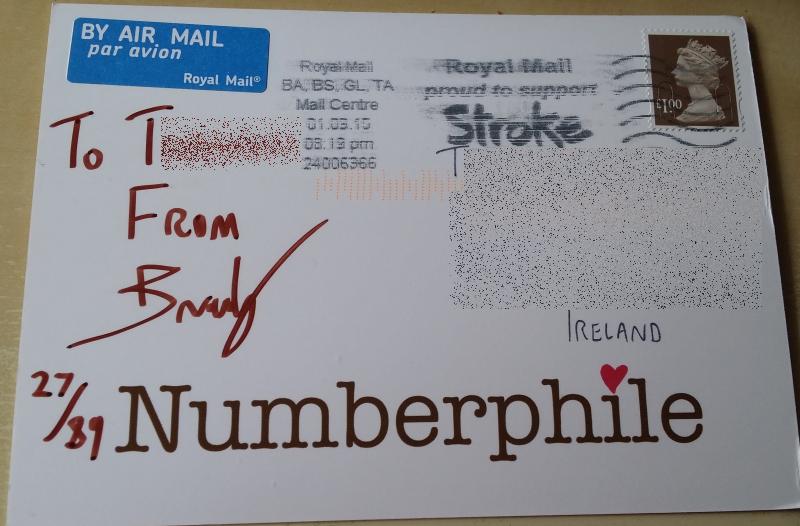 BY AIR MAIL
par avion
Royal Mail®
Royal Mail
BA, BS, GL, TA
Mail Centre
01.09.15
08:19 pm
24006366
Royal Mail
proud to support
Stroke
£1.00
To T
From
Brady
T
IRELAND
27/89
Numberphile